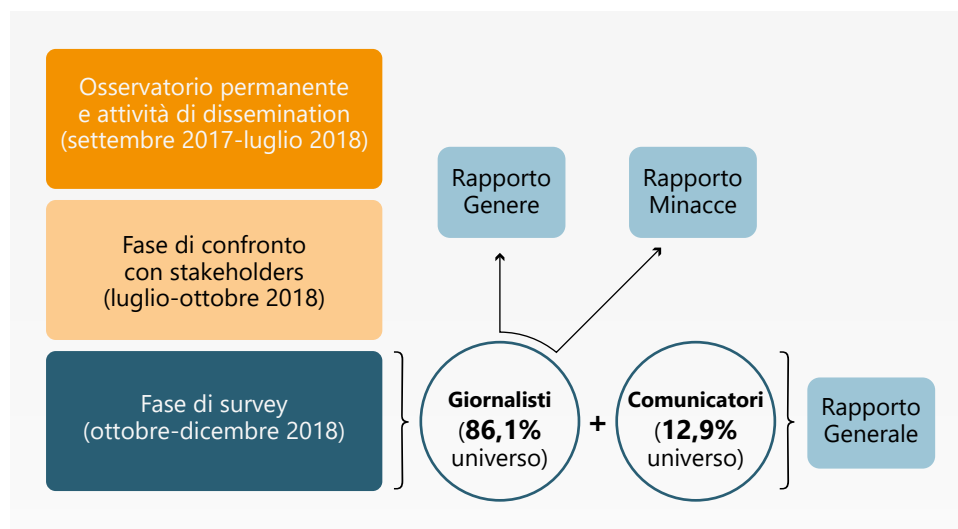 Osservatorio permanente
e attività di dissemination
(settembre 2017-luglio 2018)
Fase di confronto
con stakeholders
(luglio-ottobre 2018)
Fase di survey
(ottobre-dicembre 2018)
Rapporto
Genere
Rapporto
Minacce
Giornalisti
(86,1%
universo)
+
Comunicatori
(12,9%
universo)
Rapporto
Generale